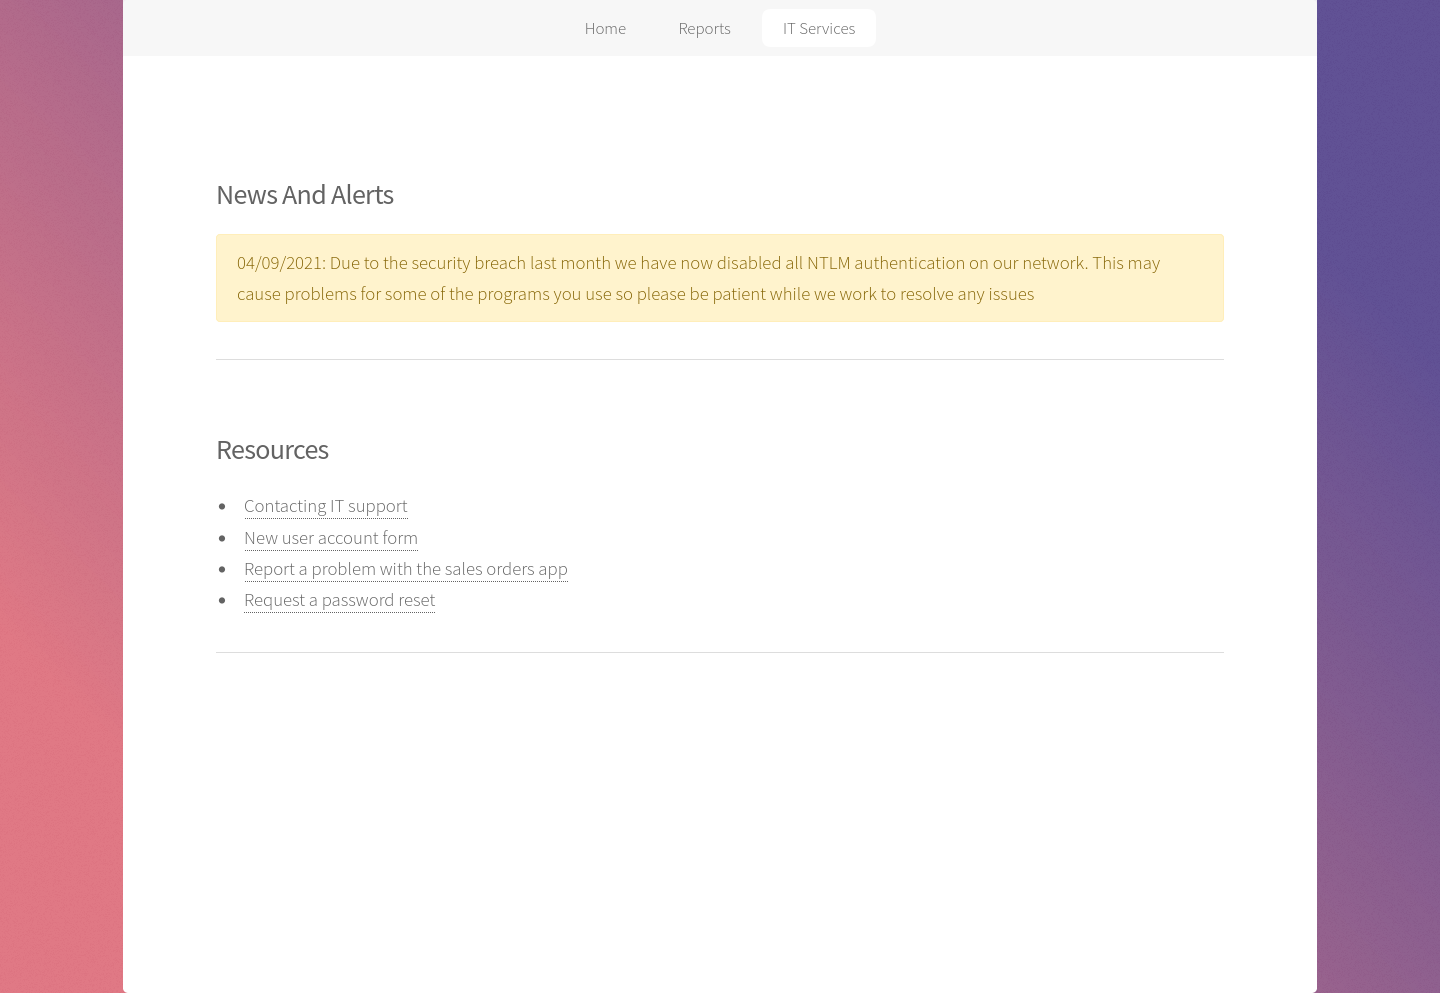 Home Reports IT Services
News And Alerts
04/09/2021: Due to the security breach last month we have now disabled all NTLM authentication on our network. This may
cause problems for some of the programs you use so please be patient while we work to resolve any issues
Resources
Contacting IT support
New user account form
Report a problem with the sales orders app
Request a password reset